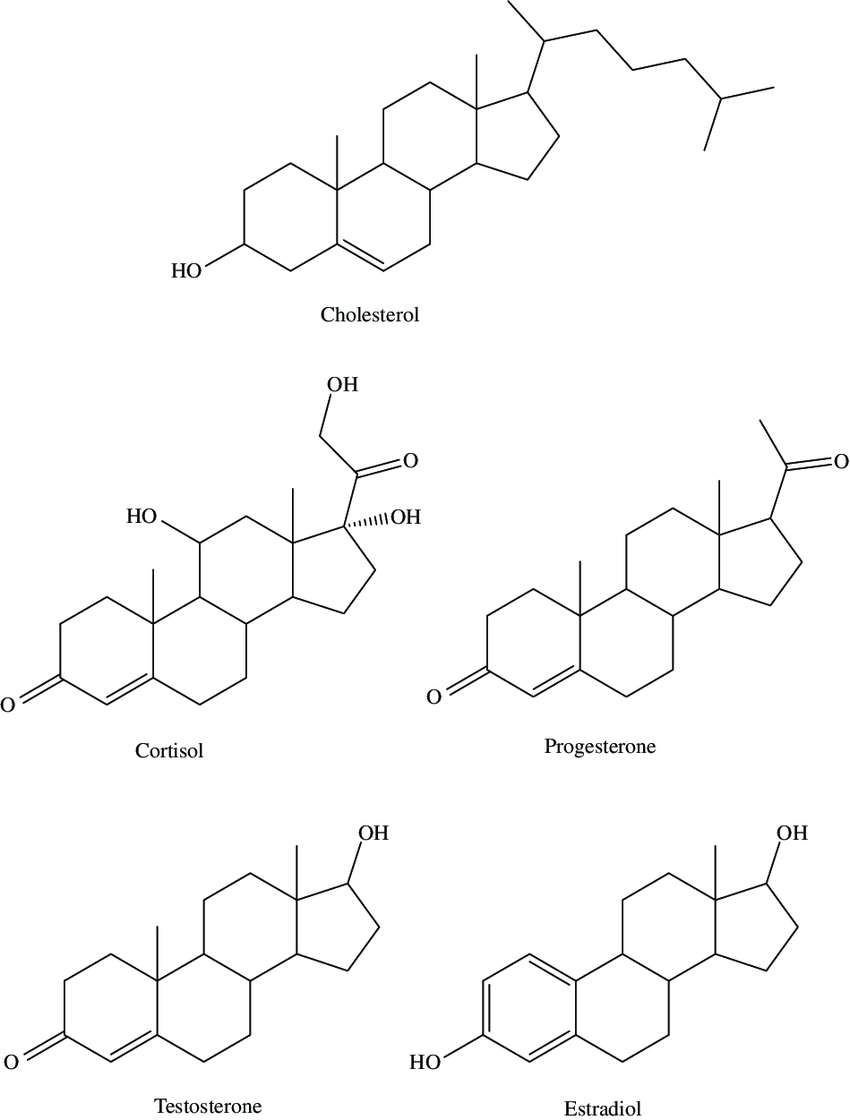 HO
Cholesterol
OH
O
HO
OH
O
Cortisol
O
O
Progesterone
OH
O
Testosterone
OH
HO
Estradiol